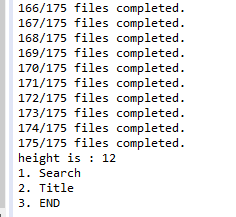 166/175 files completed.
167/175 files completed.
168/175 files completed.
169/175 files completed.
170/175 files completed.
171/175 files completed.
172/175 files completed.
173/175 files completed.
174/175 files completed.
175/175 files completed.
height is : 12
1. Search
2. Title
3. END